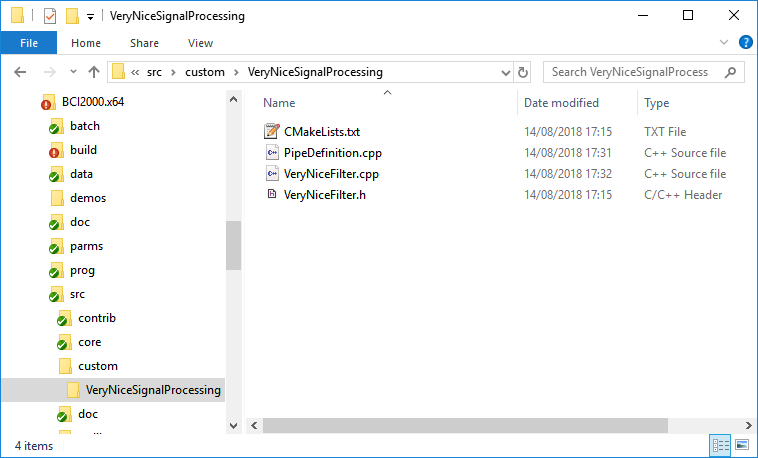 VeryNiceSignalProcessing
File Home Share View
« src › custom › VeryNiceSignalProcessing
Search VeryNiceSignalProcess
BCI2000.x64
batch
build
data
demos
doc
parms
prog
src
contrib
core
custom
VeryNiceSignalProcessing
doc
Name Date modified Type
CMakeLists.txt 14/08/2018 17:15 TXT File
PipeDefinition.cpp 14/08/2018 17:31 C++ Source file
VeryNiceFilter.cpp 14/08/2018 17:32 C++ Source file
VeryNiceFilter.h 14/08/2018 17:15 C/C++ Header
4 items